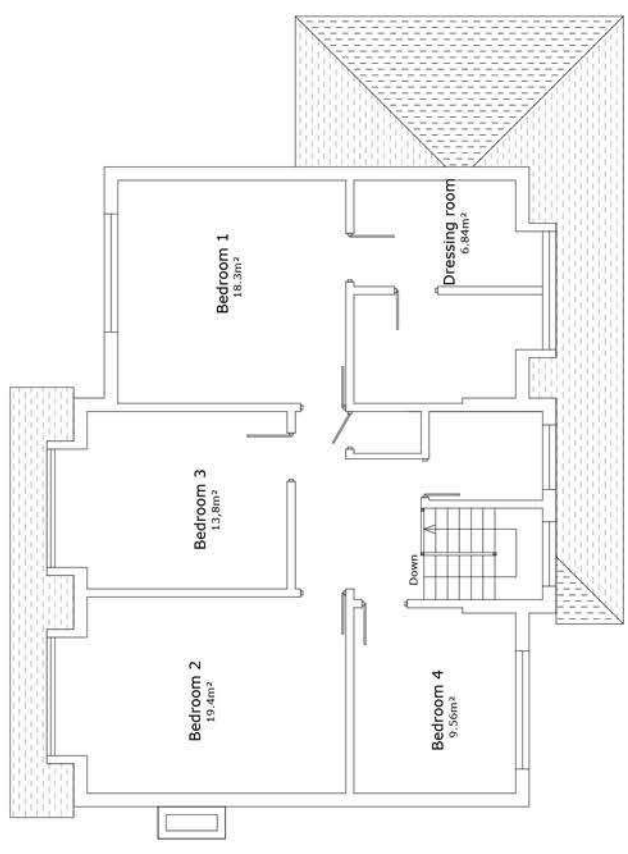 Bedroom 1
18.3m²
Dressing room
6.84m²
Bedroom 3
13,8m²
Down
Bedroom 2
19.4m²
Bedroom 4
9.56m²